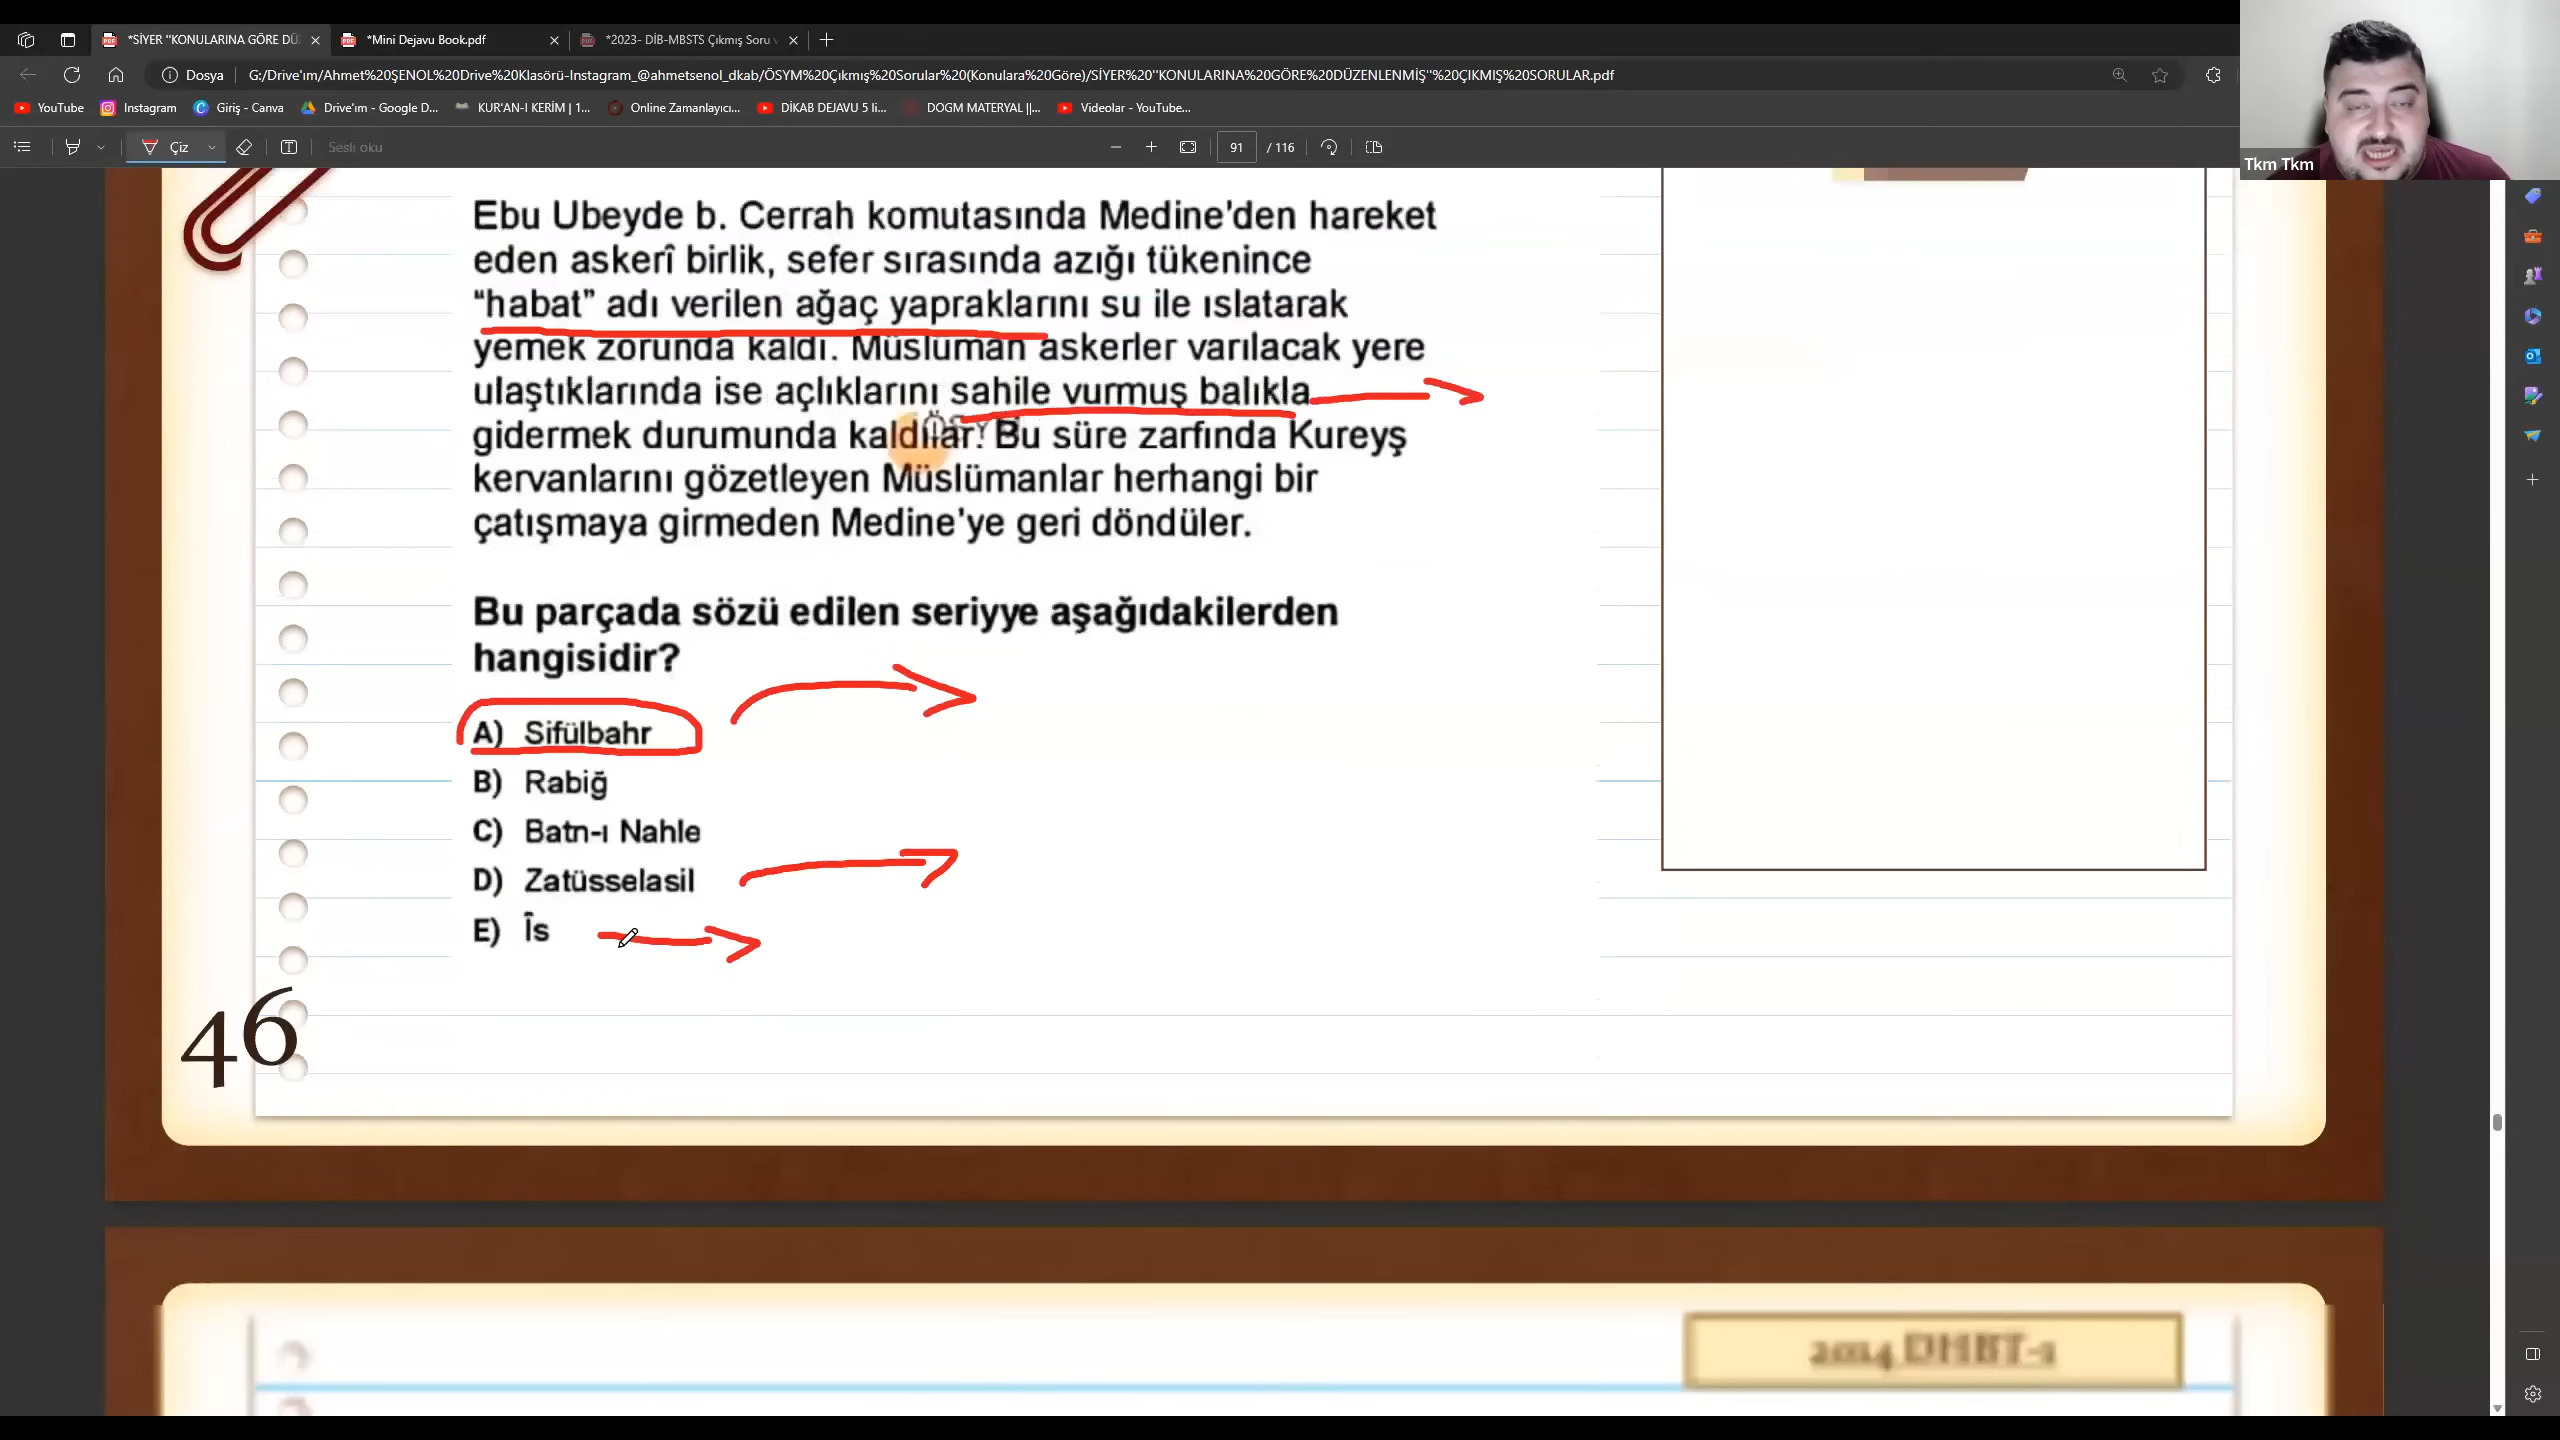 *SİYER "KONULARINA GÖRE DÜ
*Mini Dejavu Book.pdf
*2023- DİB-MBSTS Çıkmış Soru
Dosya
G:/Drive'ım/Ahmet%20ŞENOL%20Drive%20Klasörü-Instagram_@ahmetsenol_dkab/ÖSYM%20Çıkmış%20Sorular%20(Konulara%20Göre)/SİYER%20''KONULARINA%20GÖRE%20DÜZENLENMİŞ''%20ÇIKMIŞ%20SORULAR.pdf
YouTube
Instagram
Giriş - Canva
Drive'ım - Google D...
KUR'AN-I KERİM | 1...
Online Zamanlayıcı...
DİKAB DEJAVU 5 li...
DOGM MATERYAL ||...
Videolar - YouTube...
Çiz
Sesli oku
91 / 116
Tkm Tkm
Ebu Ubeyde b. Cerrah komutasında Medine'den hareket
eden askerî birlik, sefer sırasında azığı tükenince
"habat" adı verilen ağaç yapraklarını su ile ıslatarak
yemek zorunda kaldı. Müslüman askerler varılacak yere
ulaştıklarında ise açlıklarını sahile vurmuş balıkla
gidermek durumunda kaldılar. Bu süre zarfında Kureyş
kervanlarını gözetleyen Müslümanlar herhangi bir
çatışmaya girmeden Medine'ye geri döndüler.
Bu parçada sözü edilen seriyye aşağıdakilerden
hangisidir?
A) Sifülbahr
B) Rabiğ
C) Batn-ı Nahle
D) Zatüsselasil
E) Îs
46
2014 DHBT-1